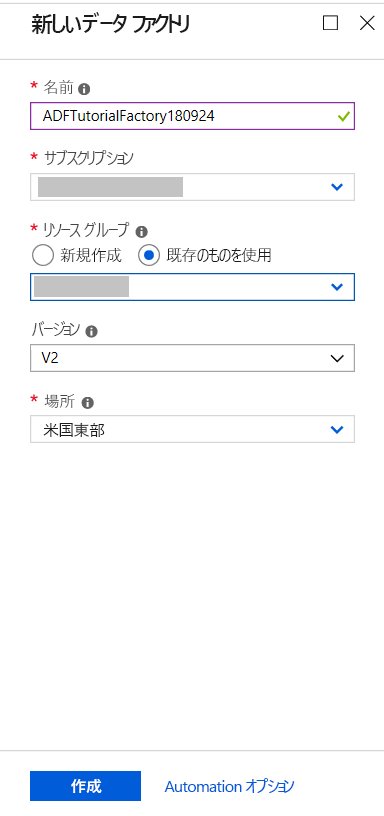 新しいデータ ファクトリ
* 名前
ADFTutorialFactory180924
* サブスクリプション
* リソース グループ
新規作成 既存のものを使用
バージョン
V2
* 場所
米国東部
作成 Automation オプション